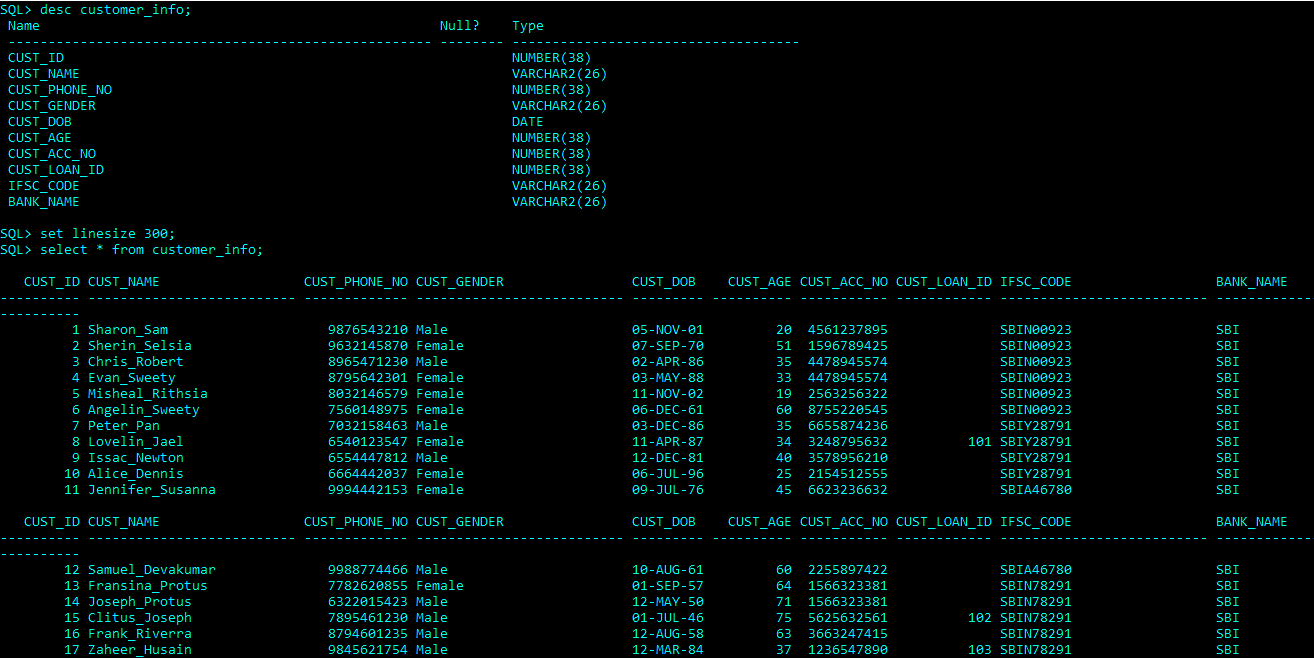 SQL> desc customer_info;
Name Null? Type
----------------------------------------------------- -------- ------------------------------------
CUST_ID NUMBER(38)
CUST_NAME VARCHAR2(26)
CUST_PHONE_NO NUMBER(38)
CUST_GENDER VARCHAR2(26)
CUST_DOB DATE
CUST_AGE NUMBER(38)
CUST_ACC_NO NUMBER(38)
CUST_LOAN_ID NUMBER(38)
IFSC_CODE VARCHAR2(26)
BANK_NAME VARCHAR2(26)
SQL> set linesize 300;
SQL> select * from customer_info;
CUST_ID CUST_NAME CUST_PHONE_NO CUST_GENDER CUST_DOB CUST_AGE CUST_ACC_NO CUST_LOAN_ID IFSC_CODE BANK_NAME
---------- -------------------------- ------------- -------------------------- --------- ---------- ----------- ------------ -------------------------- ------------
----------
1 Sharon_Sam 9876543210 Male 05-NOV-01 20 4561237895 SBIN00923 SBI
2 Sherin_Selsia 9632145870 Female 07-SEP-70 51 1596789425 SBIN00923 SBI
3 Chris_Robert 8965471230 Male 02-APR-86 35 4478945574 SBIN00923 SBI
4 Evan_Sweety 8795642301 Female 03-MAY-88 33 4478945574 SBIN00923 SBI
5 Misheal_Rithsia 8032146579 Female 11-NOV-02 19 2563256322 SBIN00923 SBI
6 Angelin_Sweety 7560148975 Female 06-DEC-61 60 8755220545 SBIN00923 SBI
7 Peter_Pan 7032158463 Male 03-DEC-86 35 6655874236 SBIY28791 SBI
8 Lovelin_Jael 6540123547 Female 11-APR-87 34 3248795632 101 SBIY28791 SBI
9 Issac_Newton 6554447812 Male 12-DEC-81 40 3578956210 SBIY28791 SBI
10 Alice_Dennis 6664442037 Female 06-JUL-96 25 2154512555 SBIY28791 SBI
11 Jennifer_Susanna 9994442153 Female 09-JUL-76 45 6623236632 SBIA46780 SBI
CUST_ID CUST_NAME CUST_PHONE_NO CUST_GENDER CUST_DOB CUST_AGE CUST_ACC_NO CUST_LOAN_ID IFSC_CODE BANK_NAME
---------- -------------------------- ------------- -------------------------- --------- ---------- ----------- ------------ -------------------------- ------------
----------
12 Samuel_Devakumar 9988774466 Male 10-AUG-61 60 2255897422 SBIA46780 SBI
13 Fransina_Protus 7782620855 Female 01-SEP-57 64 1566323381 SBIN78291 SBI
14 Joseph_Protus 6322015423 Male 12-MAY-50 71 1566323381 SBIN78291 SBI
15 Clitus_Joseph 7895461230 Male 01-JUL-46 75 5625632561 102 SBIN78291 SBI
16 Frank_Riverra 8794601235 Male 12-AUG-58 63 3663247415 SBIN78291 SBI
17 Zaheer_Husain 9845621754 Male 12-MAR-84 37 1236547890 103 SBIN78291 SBI